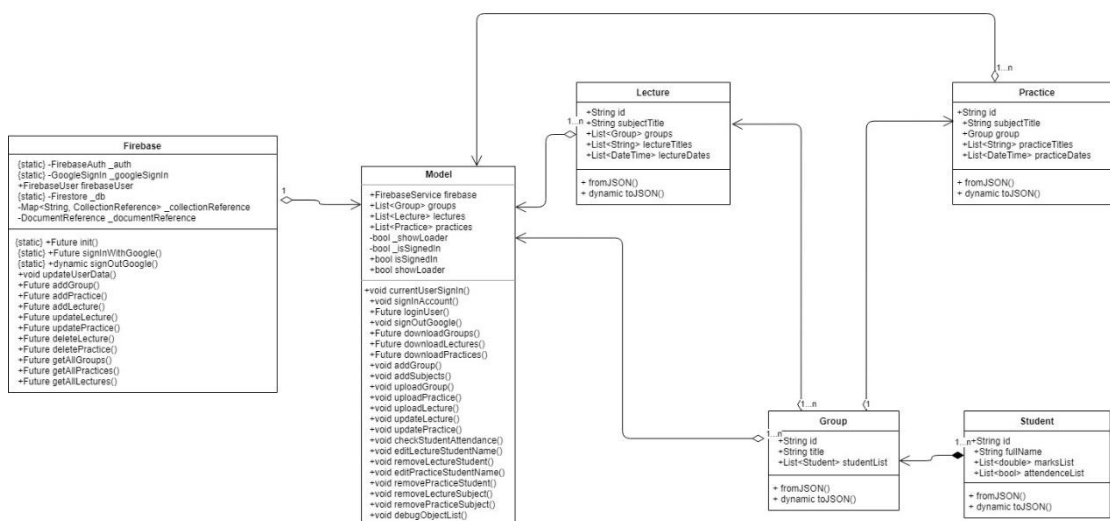 1...n
Lecture
+String id
+String subjectTitle
+List<Group> groups
+List<String> lectureTitles
+List<DateTime> lectureDates
+ fromJSON()
+ dynamic toJSON()
1...n
Practice
+String id
+String subjectTitle
+Group group
+List<String> practiceTitles
+List<DateTime> practiceDates
+ fromJSON()
+ dynamic toJSON()
Firebase
{static} -FirebaseAuth _auth
{static} -GoogleSignIn _googleSignIn
+FirebaseUser firebaseUser
{static} -Firestore _db
-Map<String, CollectionReference> _collectionReference
-DocumentReference _documentReference
{static} +Future init()
{static} +Future signInWithGoogle()
{static} +dynamic signOutGoogle()
+void updateUserData()
+Future addGroup()
+Future addPractice()
+Future addLecture()
+Future updateLecture()
+Future updatePractice()
+Future deleteLecture()
+Future deletePractice()
+Future getAllGroups()
+Future getAllPractices()
+Future getAllLectures()
1
Model
+FirebaseService firebase
+List<Group> groups
+List<Lecture> lectures
+List<Practice> practices
-bool _showLoader
-bool _isSignedIn
+bool isSignedIn
+bool showLoader
+void currentUserSignIn()
+void signInAccount()
+Future loginUser()
+void signOutGoogle()
+Future downloadGroups()
+Future downloadLectures()
+Future downloadPractices()
+void addGroup()
+void addSubjects()
+void uploadGroup()
+void uploadPractice()
+void uploadLecture()
+void updateLecture()
+void updatePractice()
+void checkStudentAttendance()
+void editLectureStudentName()
+void removeLectureStudent()
+void editPracticeStudentName()
+void removePracticeStudent()
+void removeLectureSubject()
+void removePracticeSubject()
+void debugObjectList()
1...n
1
1...n
Group
+String id
+String title
+List<Student> studentList
+ fromJSON()
+ dynamic toJSON()
1...n
Student
+String id
+String fullName
+List<double> marksList
+List<bool> attendenceList
+ fromJSON()
+ dynamic toJSON()